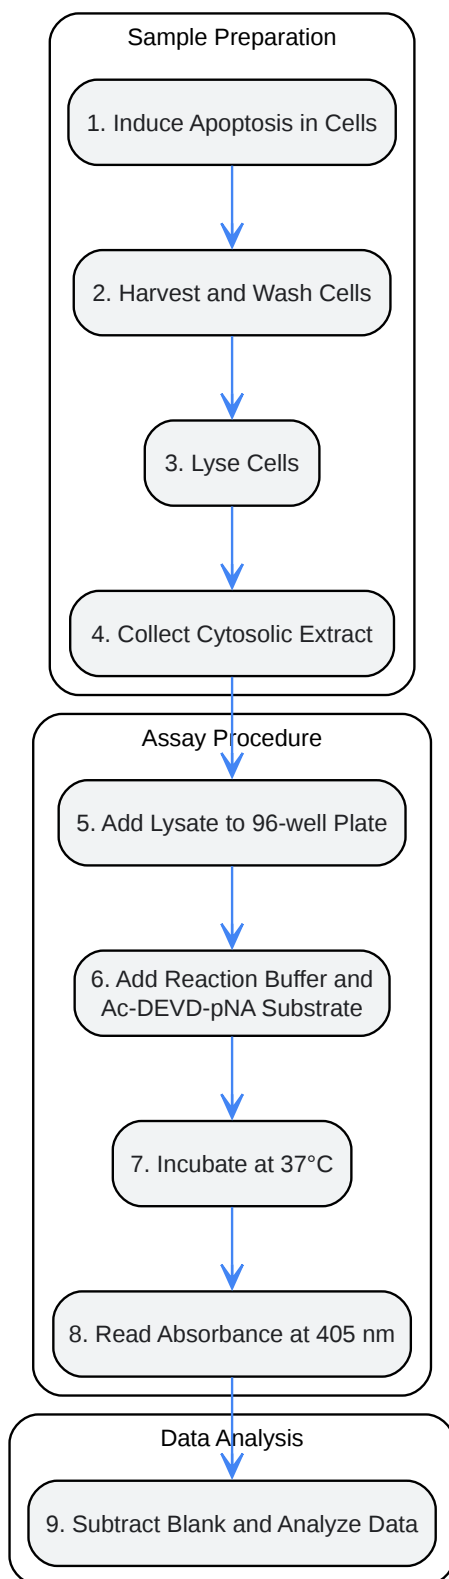 Sample Preparation
1. Induce Apoptosis in Cells
2. Harvest and Wash Cells
3. Lyse Cells
4. Collect Cytosolic Extract
Assay Procedure
5. Add Lysate to 96-well Plate
6. Add Reaction Buffer and
Ac-DEVD-pNA Substrate
7. Incubate at 37°C
8. Read Absorbance at 405 nm
Data Analysis
9. Subtract Blank and Analyze Data